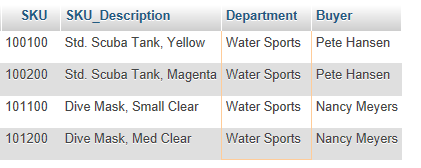 SKU SKU_Description Department Buyer
100100 Std. Scuba Tank, Yellow Water Sports Pete Hansen
100200 Std. Scuba Tank, Magenta Water Sports Pete Hansen
101100 Dive Mask, Small Clear Water Sports Nancy Meyers
101200 Dive Mask, Med Clear Water Sports Nancy Meyers